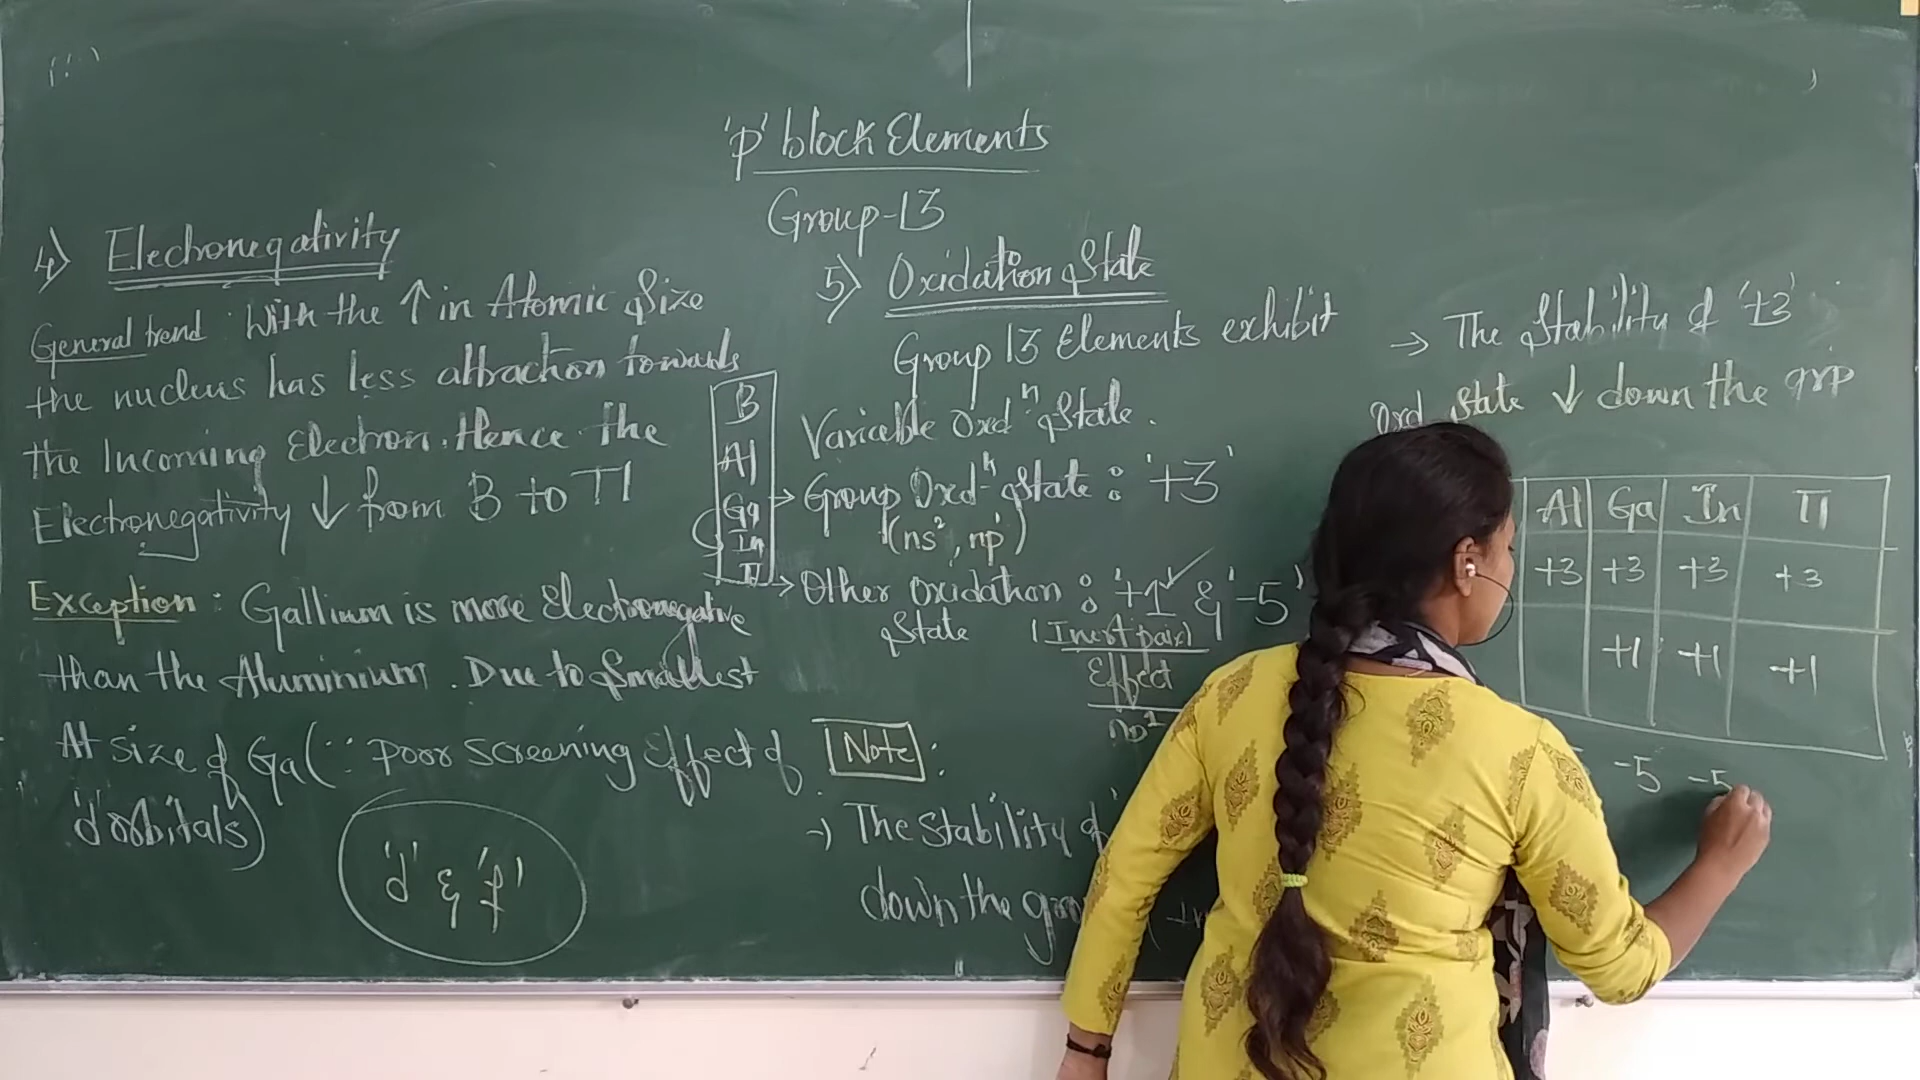 'p' block Elements
Group-13
4) Electronegativity
General trend : With the ↑ in Atomic Size
the nucleus has less attraction towards
the Incoming Electron. Hence the
Electronegativity ↓ from B to Tl
Exception : Gallium is more Electronegative
than the Aluminium. Due to Smallest
At size of Ga (∵ poor screening Effect of
'd' orbitals)
'd' & 'f'
B
Al
Ga
In
Tl
5) Oxidation State
Group 13 Elements exhibit
Variable Oxdⁿ State.
→ Group Oxdⁿ State : '+3'
(ns², np¹)
→ Other Oxidation : '+1' & '-5'
State (Inert pair)
Effect
ns²
Note :
→) The Stability of
down the gro
→ The Stability of '+3'
Oxd State ↓ down the grp
Al Ga In Tl
+3 +3 +3 +3
+1 +1 +1
-5 -5